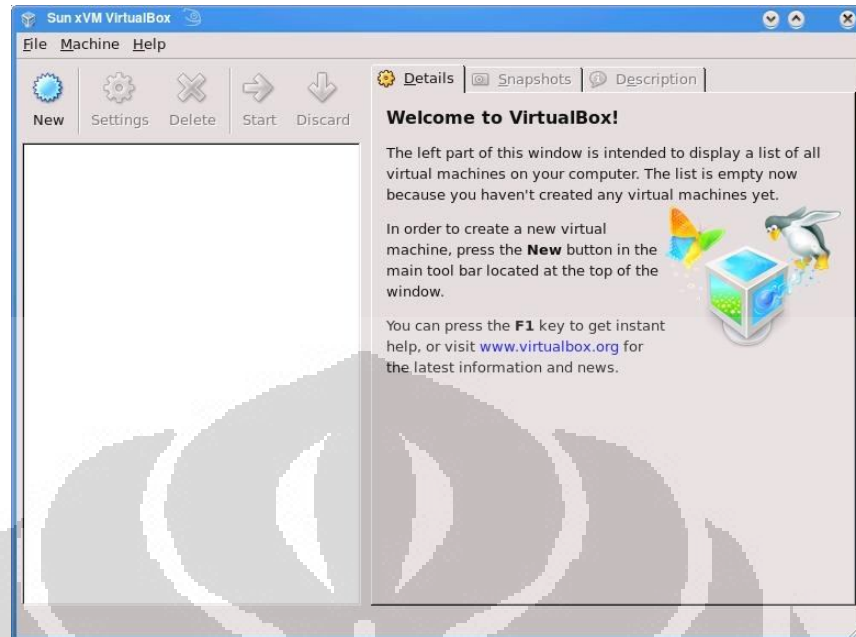 Sun xVM VirtualBox
File Machine Help
New Settings Delete Start Discard
Details Snapshots Description
Welcome to VirtualBox!
The left part of this window is intended to display a list of all
virtual machines on your computer. The list is empty now
because you haven't created any virtual machines yet.
In order to create a new virtual
machine, press the New button in the
main tool bar located at the top of the
window.
You can press the F1 key to get instant
help, or visit www.virtualbox.org for
the latest information and news.